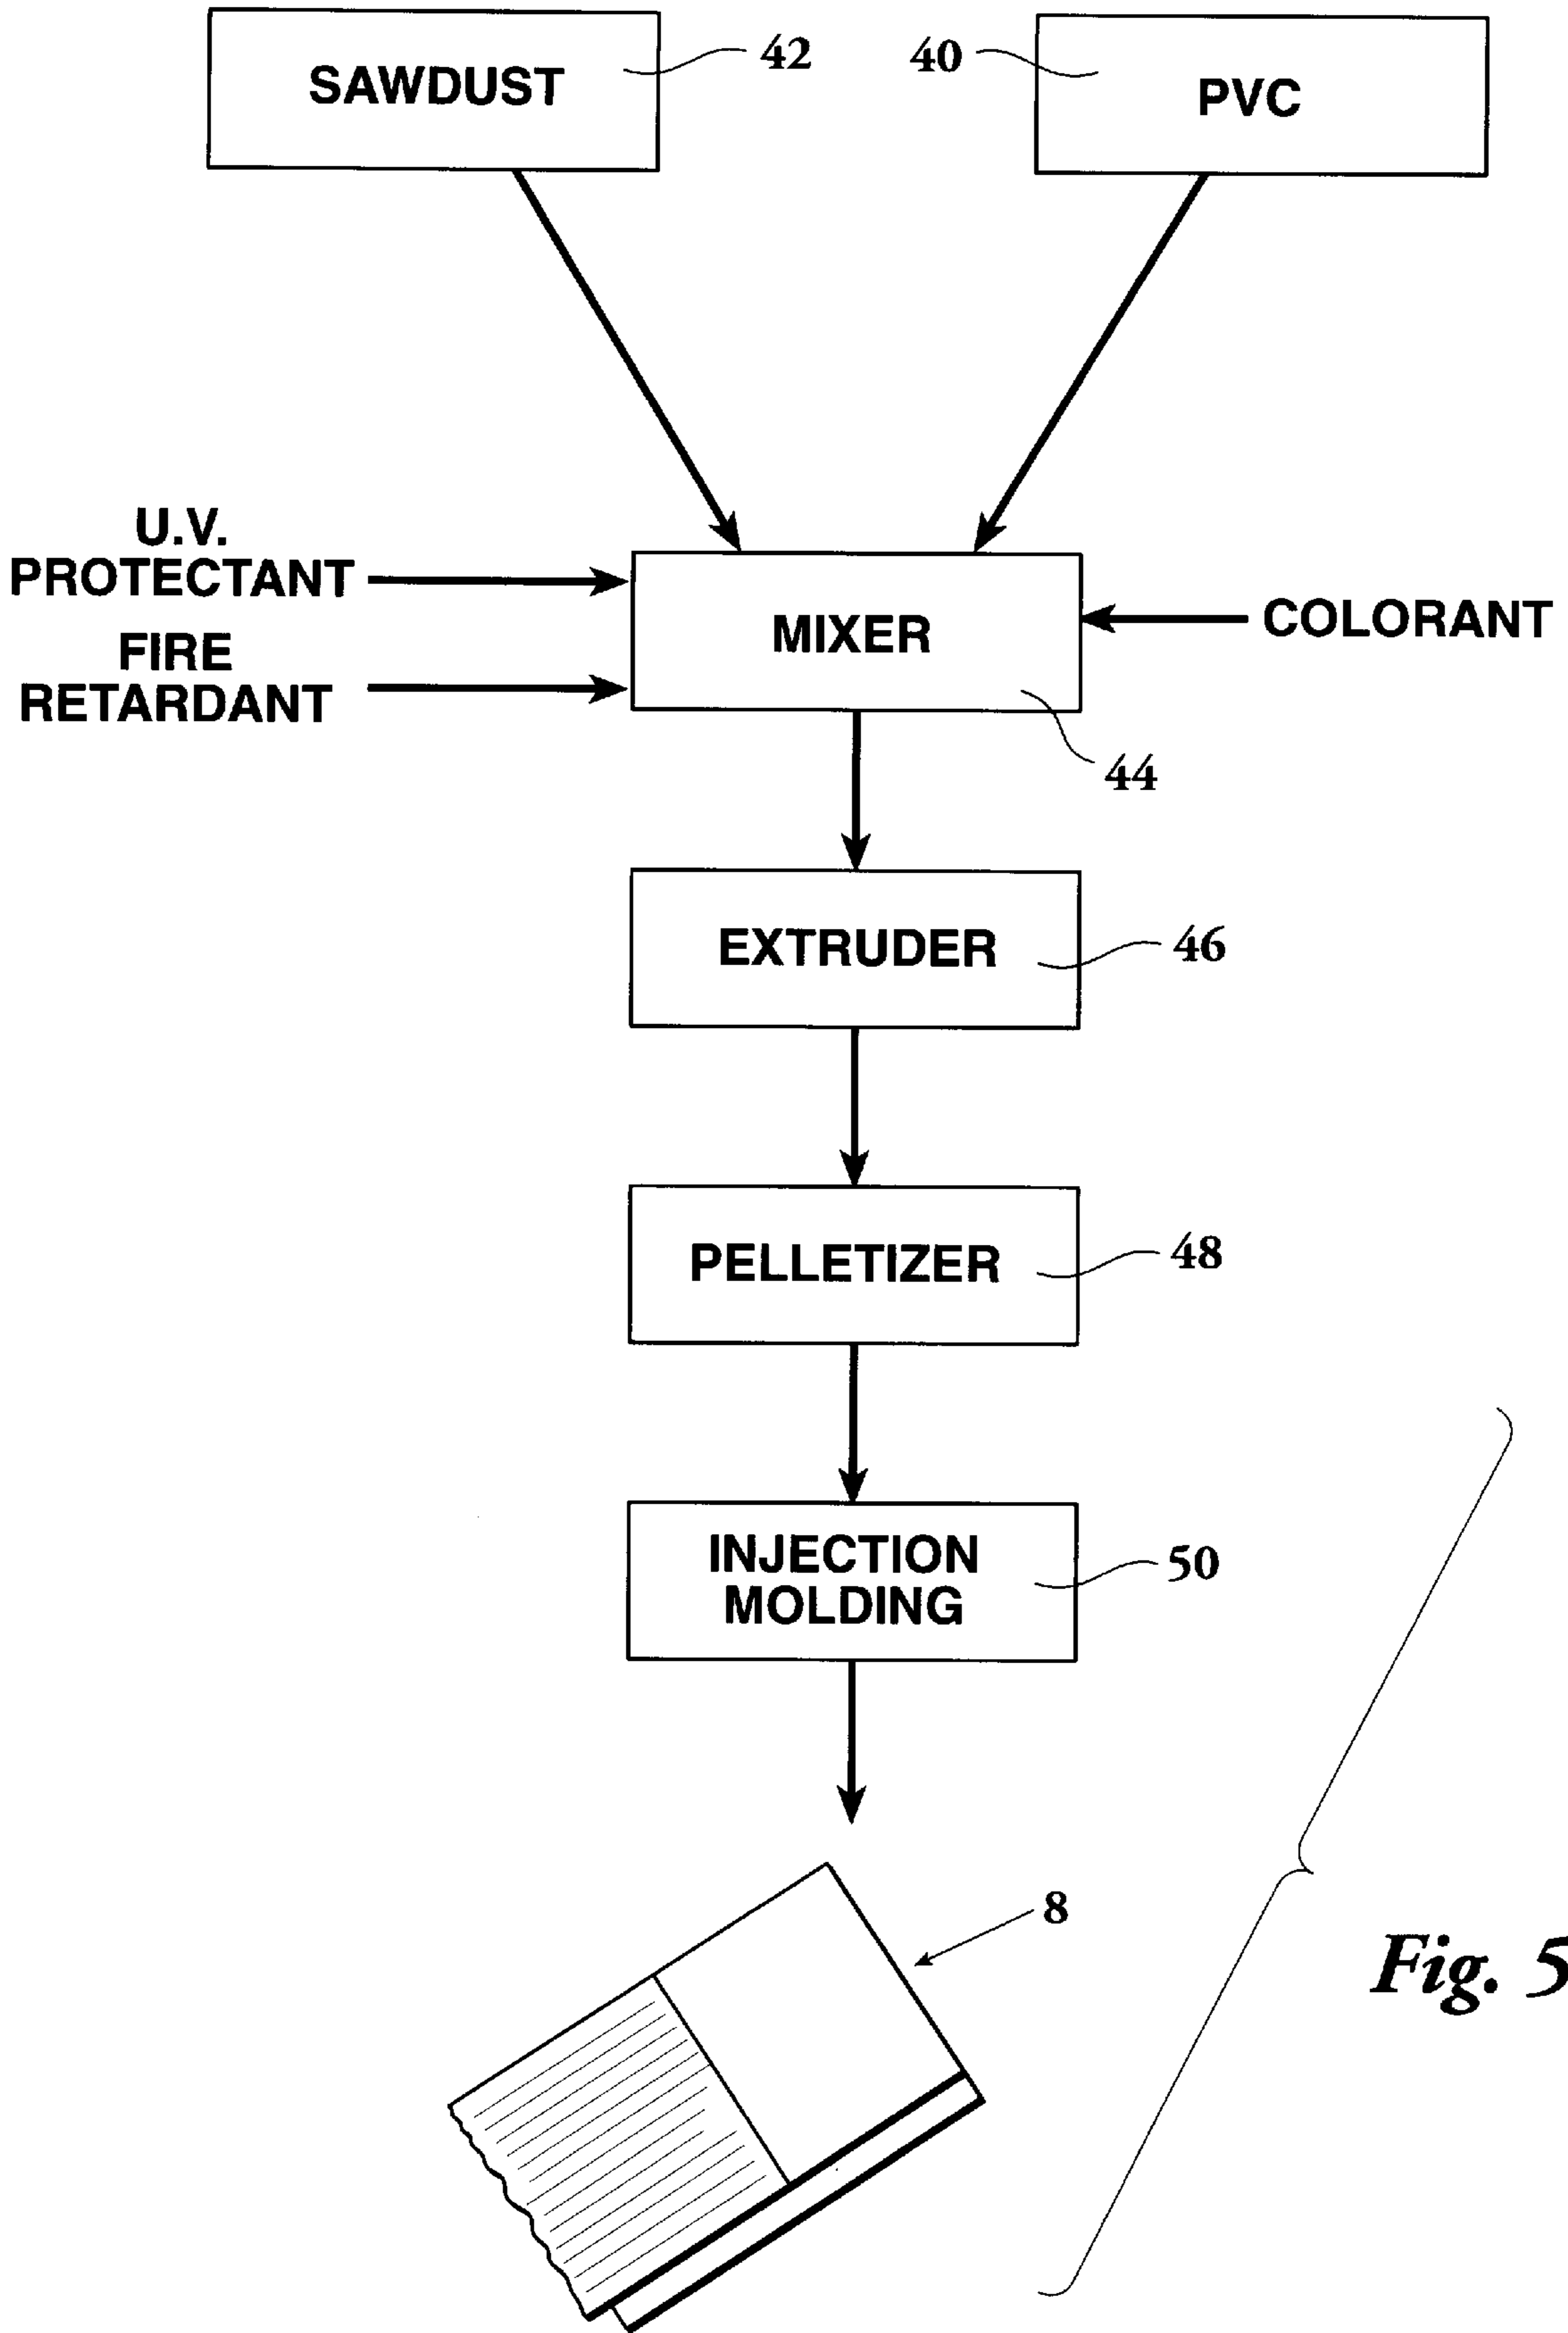 SAWDUST
42
40
PVC
U.V.
PROTECTANT
FIRE
RETARDANT
MIXER
COLORANT
44
EXTRUDER
46
PELLETIZER
48
INJECTION
MOLDING
50
8
Fig. 5